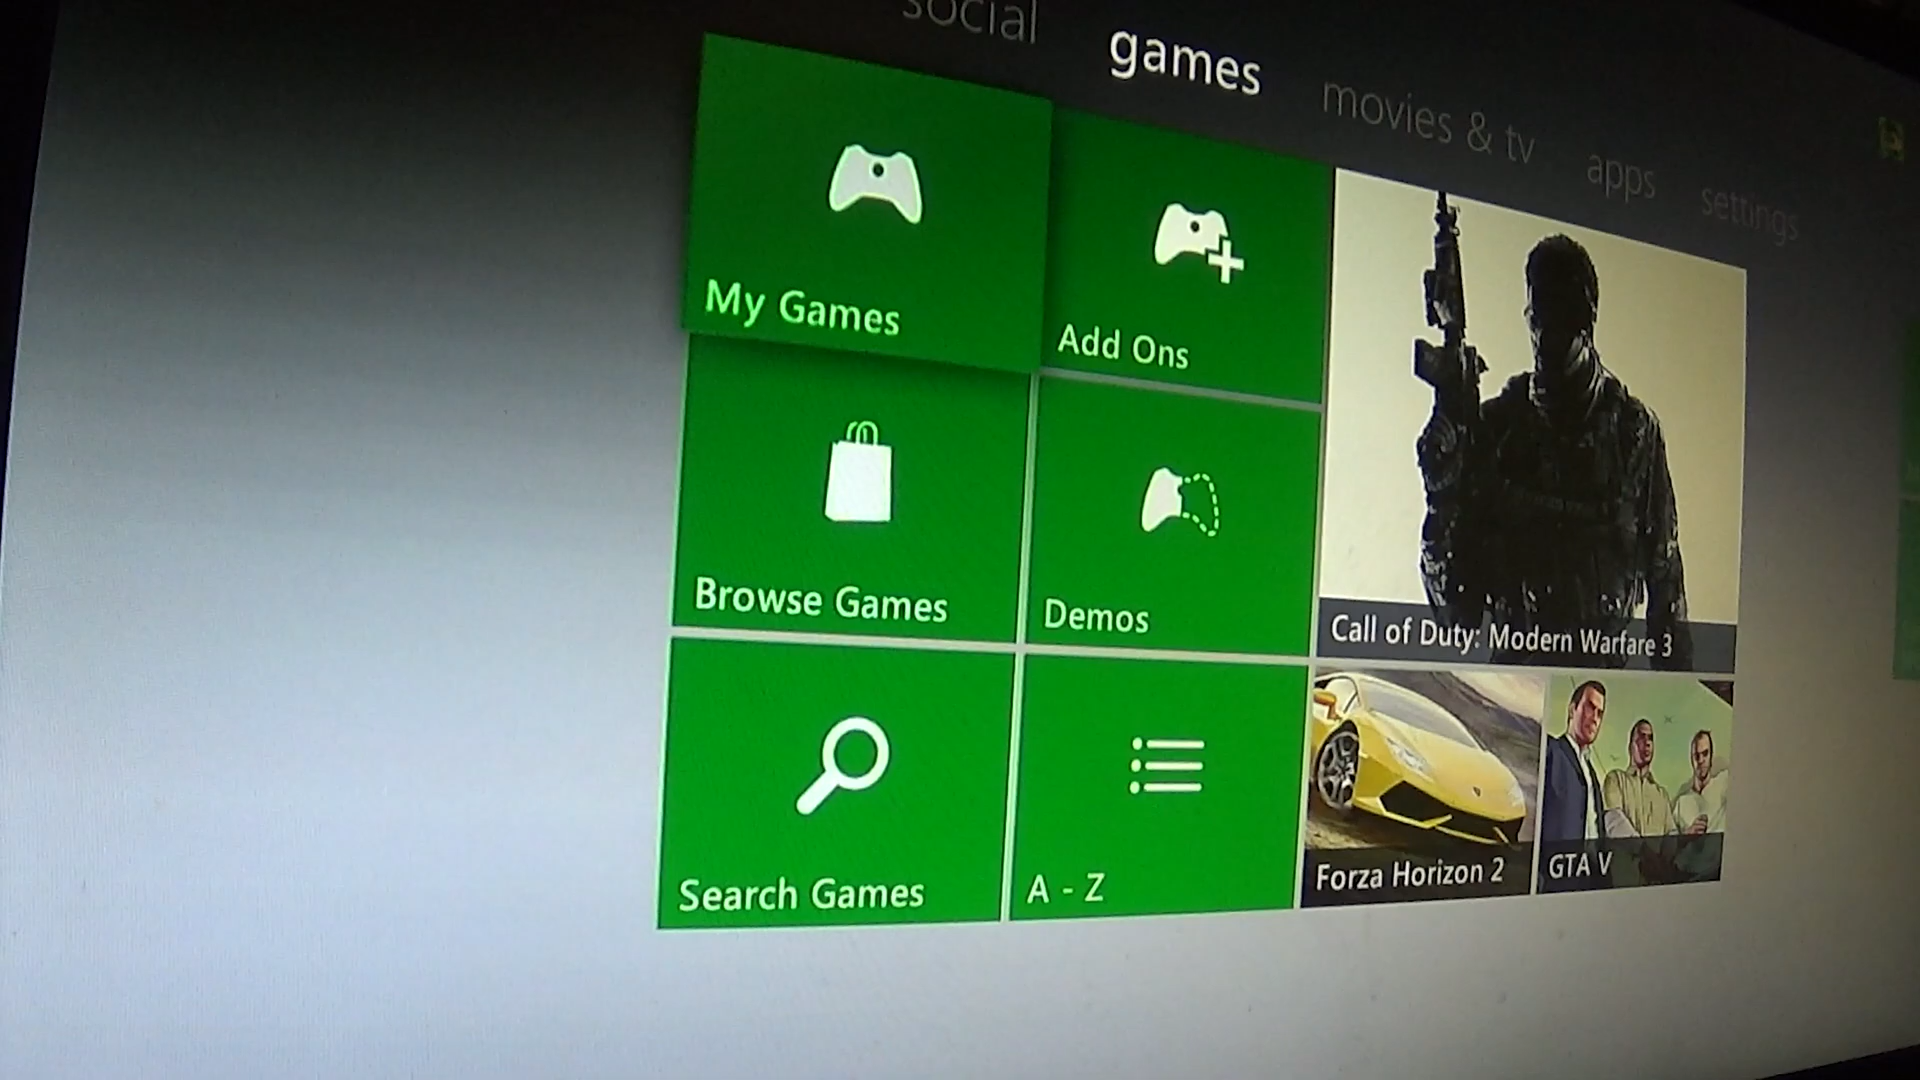 social
games
movies & tv
apps
settings
My Games
Add Ons
Browse Games
Demos
Call of Duty: Modern Warfare 3
Search Games
A - Z
Forza Horizon 2
GTA V